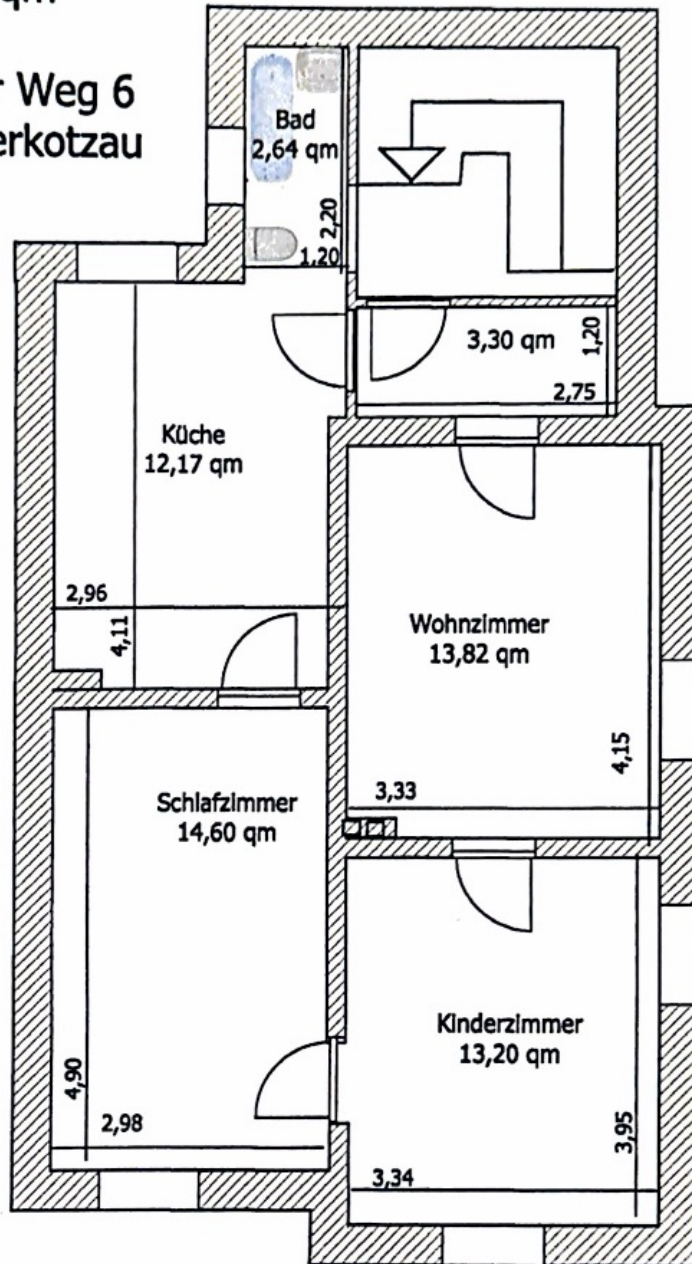 qm
Weg 6
erkotzau
Bad
2,64 qm
2,20
1,20
3,30 qm
1,20
2,75
Küche
12,17 qm
2,96
4,11
Wohnzimmer
13,82 qm
4,15
3,33
Schlafzimmer
14,60 qm
4,90
2,98
Kinderzimmer
13,20 qm
3,95
3,34